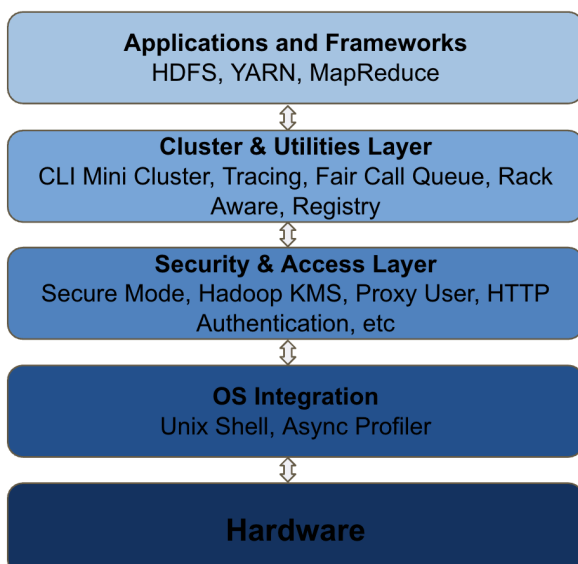 Applications and Frameworks
HDFS, YARN, MapReduce
Cluster & Utilities Layer
CLI Mini Cluster, Tracing, Fair Call Queue, Rack
Aware, Registry
Security & Access Layer
Secure Mode, Hadoop KMS, Proxy User, HTTP
Authentication, etc
OS Integration
Unix Shell, Async Profiler
Hardware